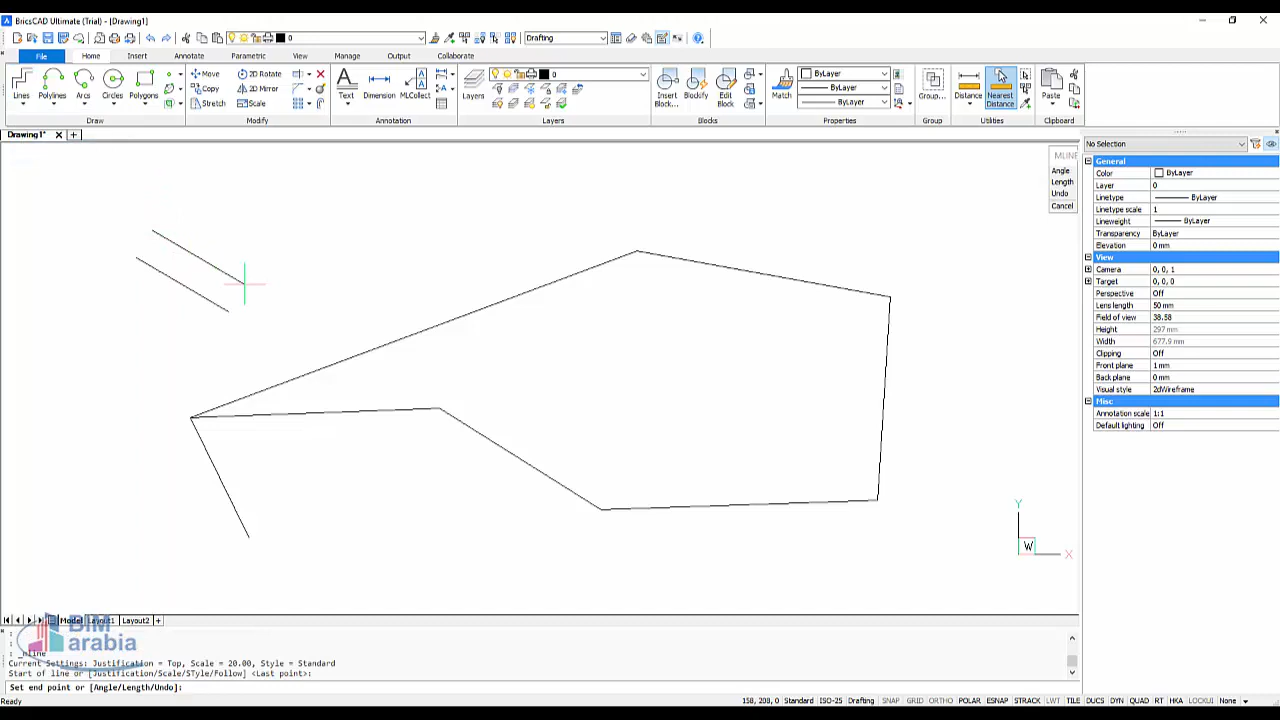 BricsCAD Ultimate (Trial) - [Drawing1]
0
Drafting
File Home Insert Annotate Parametric View Manage Output Collaborate
Lines Polylines Arcs Circles Polygons
Move 2D Rotate
Copy Mirror
Stretch Scale
Text Dimension MLCollect
Layers 0
Insert Block... Blockify Edit Block
Match ByLayer
ByLayer
ByLayer
Group... Distance Nearest Distance Paste
Draw Modify Annotation Layers Blocks Properties Group Utilities Clipboard
Drawing1*
No Selection
MLINE
Angle
Length
Undo
Cancel
General
Color ByLayer
Layer 0
Linetype ByLayer
Linetype scale 1
Lineweight ByLayer
Transparency ByLayer
Elevation 0 mm
View
Camera 0, 0, 1
Target 0, 0, 0
Perspective Off
Lens length 50 mm
Field of view 38.58
Height 297 mm
Width 677.9 mm
Clipping Off
Front plane 1 mm
Back plane 0 mm
Visual style 2dWireframe
Misc
Annotation scale 1:1
Default lighting Off
Y
W X
Model Layout1 Layout2 +
BIM
arabia
:
:
: _mline
Current Settings: Justification = Top, Scale = 20.00, Style = Standard
Start of line or [Justification/Scale/STyle/Follow] <Last point>:
Set end point or [Angle/Length/Undo]:
Ready 158, 208, 0 Standard ISO-25 Drafting SNAP GRID ORTHO POLAR ESNAP STRACK LWT TILE DUCS DYN QUAD RT HKA LOCKUI None